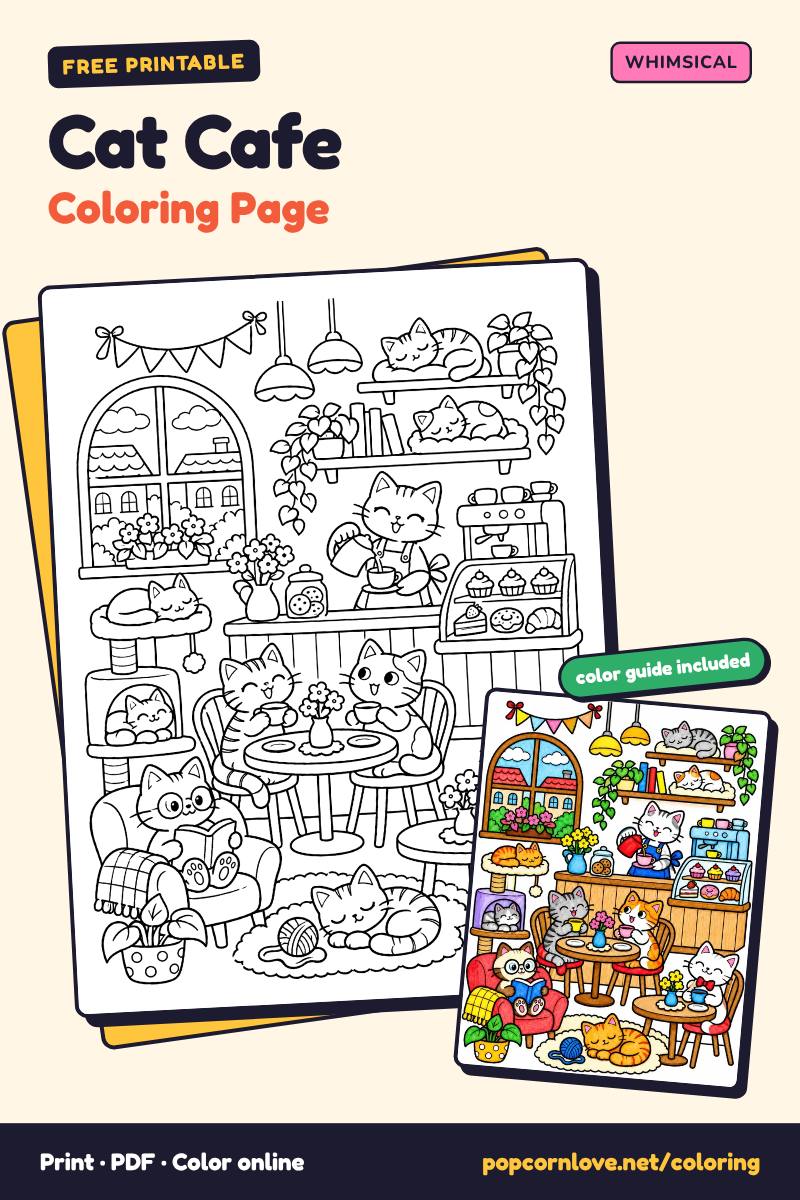 FREE PRINTABLE
WHIMSICAL
Cat Cafe
Coloring Page
color guide included
Print · PDF · Color online
popcornlove.net/coloring